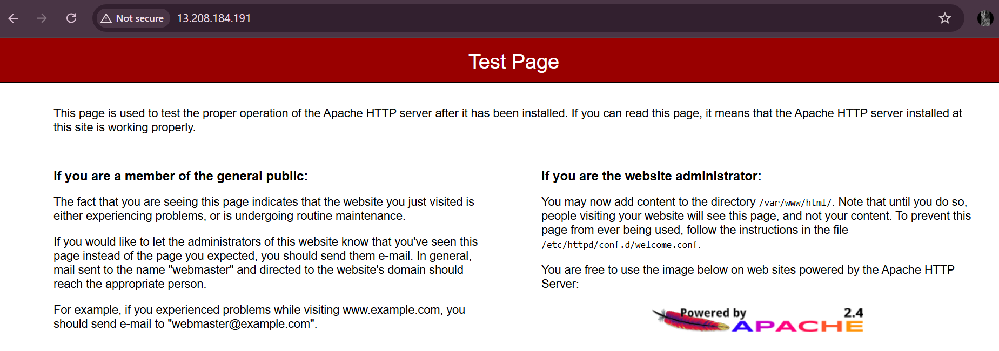 Not secure
13.208.184.191
Test Page
This page is used to test the proper operation of the Apache HTTP server after it has been installed. If you can read this page, it means that the Apache HTTP server installed at
this site is working properly.
If you are a member of the general public:
The fact that you are seeing this page indicates that the website you just visited is
either experiencing problems, or is undergoing routine maintenance.
If you would like to let the administrators of this website know that you've seen this
page instead of the page you expected, you should send them e-mail. In general,
mail sent to the name "webmaster" and directed to the website's domain should
reach the appropriate person.
For example, if you experienced problems while visiting www.example.com, you
should send e-mail to "webmaster@example.com".
If you are the website administrator:
You may now add content to the directory /var/www/html/. Note that until you do so,
people visiting your website will see this page, and not your content. To prevent this
page from ever being used, follow the instructions in the file
/etc/httpd/conf.d/welcome.conf.
You are free to use the image below on web sites powered by the Apache HTTP
Server:
Powered by 2.4
APACHE